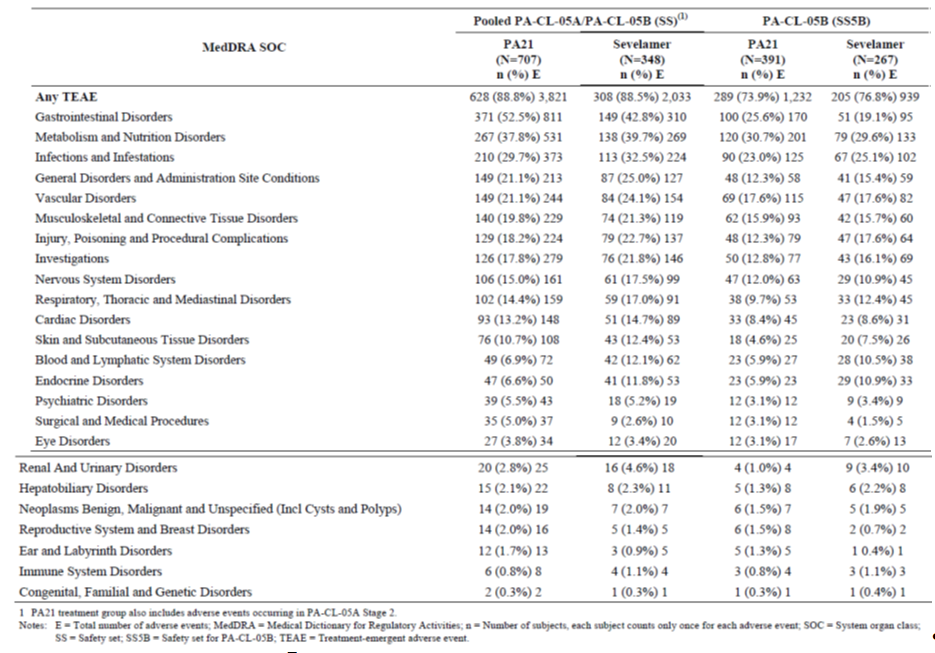 Pooled PA-CL-05A/PA-CL-05B (SS)(1) PA-CL-05B (SS5B)
MedDRA SOC PA21 (N=707) n (%) E Sevelamer (N=348) n (%) E PA21 (N=391) n (%) E Sevelamer (N=267) n (%) E
Any TEAE 628 (88.8%) 3,821 308 (88.5%) 2,033 289 (73.9%) 1,232 205 (76.8%) 939
Gastrointestinal Disorders 371 (52.5%) 811 149 (42.8%) 310 100 (25.6%) 170 51 (19.1%) 95
Metabolism and Nutrition Disorders 267 (37.8%) 531 138 (39.7%) 269 120 (30.7%) 201 79 (29.6%) 133
Infections and Infestations 210 (29.7%) 373 113 (32.5%) 224 90 (23.0%) 125 67 (25.1%) 102
General Disorders and Administration Site Conditions 149 (21.1%) 213 87 (25.0%) 127 48 (12.3%) 58 41 (15.4%) 59
Vascular Disorders 149 (21.1%) 244 84 (24.1%) 154 69 (17.6%) 115 47 (17.6%) 82
Musculoskeletal and Connective Tissue Disorders 140 (19.8%) 229 74 (21.3%) 119 62 (15.9%) 93 42 (15.7%) 60
Injury, Poisoning and Procedural Complications 129 (18.2%) 224 79 (22.7%) 137 48 (12.3%) 79 47 (17.6%) 64
Investigations 126 (17.8%) 279 76 (21.8%) 146 50 (12.8%) 77 43 (16.1%) 69
Nervous System Disorders 106 (15.0%) 161 61 (17.5%) 99 47 (12.0%) 63 29 (10.9%) 45
Respiratory, Thoracic and Mediastinal Disorders 102 (14.4%) 159 59 (17.0%) 91 38 (9.7%) 53 33 (12.4%) 45
Cardiac Disorders 93 (13.2%) 148 51 (14.7%) 89 33 (8.4%) 45 23 (8.6%) 31
Skin and Subcutaneous Tissue Disorders 76 (10.7%) 108 43 (12.4%) 53 18 (4.6%) 25 20 (7.5%) 26
Blood and Lymphatic System Disorders 49 (6.9%) 72 42 (12.1%) 62 23 (5.9%) 27 28 (10.5%) 38
Endocrine Disorders 47 (6.6%) 50 41 (11.8%) 53 23 (5.9%) 23 29 (10.9%) 33
Psychiatric Disorders 39 (5.5%) 43 18 (5.2%) 19 12 (3.1%) 12 9 (3.4%) 9
Surgical and Medical Procedures 35 (5.0%) 37 9 (2.6%) 10 12 (3.1%) 12 4 (1.5%) 5
Eye Disorders 27 (3.8%) 34 12 (3.4%) 20 12 (3.1%) 17 7 (2.6%) 13
Renal And Urinary Disorders 20 (2.8%) 25 16 (4.6%) 18 4 (1.0%) 4 9 (3.4%) 10
Hepatobiliary Disorders 15 (2.1%) 22 8 (2.3%) 11 5 (1.3%) 8 6 (2.2%) 8
Neoplasms Benign, Malignant and Unspecified (Incl Cysts and Polyps) 14 (2.0%) 19 7 (2.0%) 7 6 (1.5%) 7 5 (1.9%) 5
Reproductive System and Breast Disorders 14 (2.0%) 16 5 (1.4%) 5 6 (1.5%) 8 2 (0.7%) 2
Ear and Labyrinth Disorders 12 (1.7%) 13 3 (0.9%) 5 5 (1.3%) 5 1 0.4%) 1
Immune System Disorders 6 (0.8%) 8 4 (1.1%) 4 3 (0.8%) 4 3 (1.1%) 3
Congenital, Familial and Genetic Disorders 2 (0.3%) 2 1 (0.3%) 1 1 (0.3%) 1 1 (0.4%) 1
1 PA21 treatment group also includes adverse events occurring in PA-CL-05A Stage 2.
Notes: E = Total number of adverse events; MedDRA = Medical Dictionary for Regulatory Activities; n = Number of subjects, each subject counts only once for each adverse event; SOC = System organ class;
SS = Safety set; SS5B = Safety set for PA-CL-05B; TEAE = Treatment-emergent adverse event.